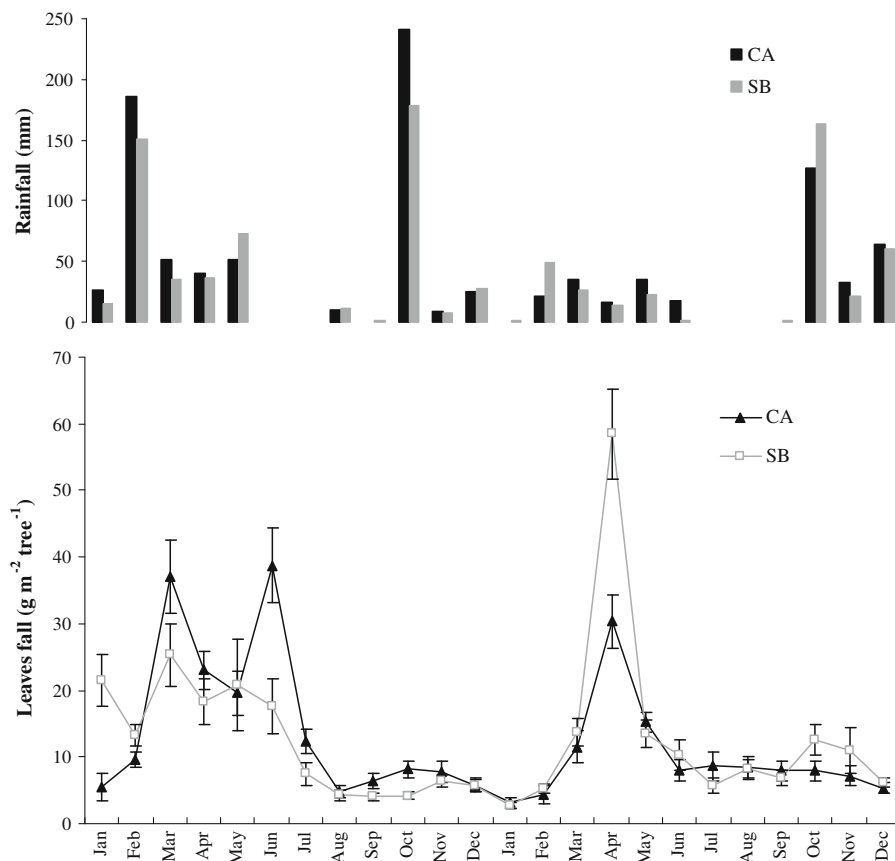 250
200
150
100
50
0
Rainfall (mm)
CA
SB
70
60
50
40
30
20
10
0
Leaves fall (g m⁻² tree⁻¹)
CA
SB
Jan Feb Mar Apr May Jun Jul Aug Sep Oct Nov Dec Jan Feb Mar Apr May Jun Jul Aug Sep Oct Nov Dec